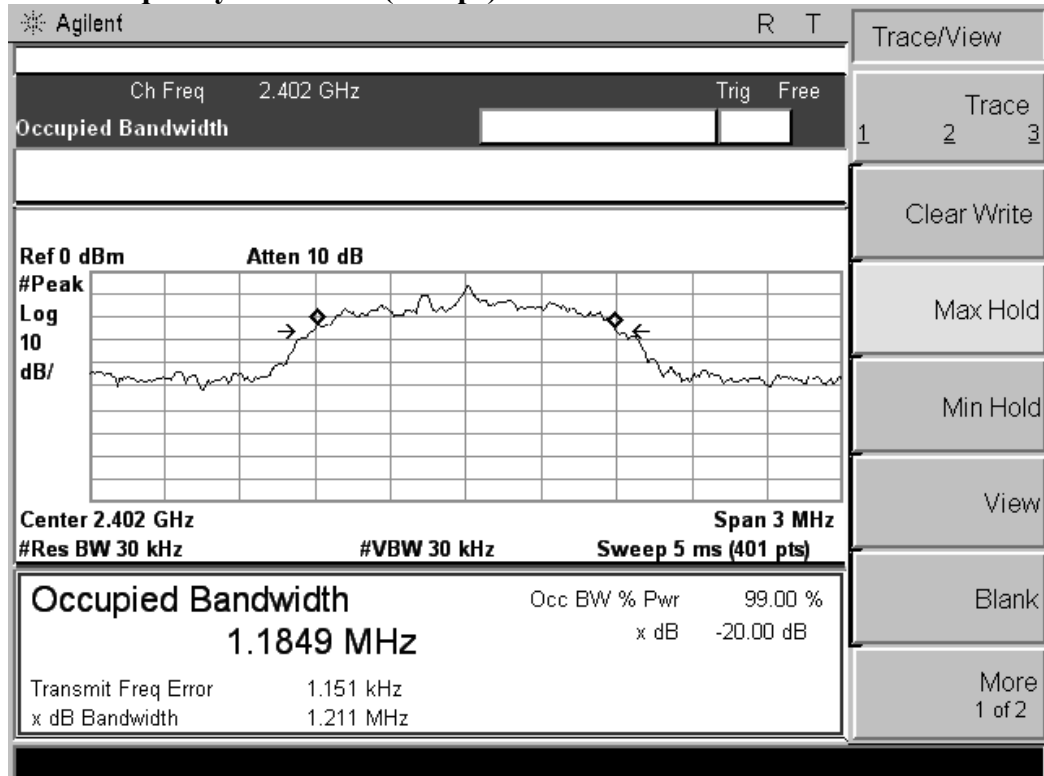 Agilent R T
Trace/View
Ch Freq 2.402 GHz Trig Free
Occupied Bandwidth
Trace
1 2 3
Clear Write
Max Hold
Min Hold
View
Blank
More
1 of 2
Ref 0 dBm Atten 10 dB
#Peak
Log
10
dB/
Center 2.402 GHz Span 3 MHz
#Res BW 30 kHz #VBW 30 kHz Sweep 5 ms (401 pts)
Occupied Bandwidth
1.1849 MHz
Occ BW % Pwr 99.00 %
x dB -20.00 dB
Transmit Freq Error 1.151 kHz
x dB Bandwidth 1.211 MHz